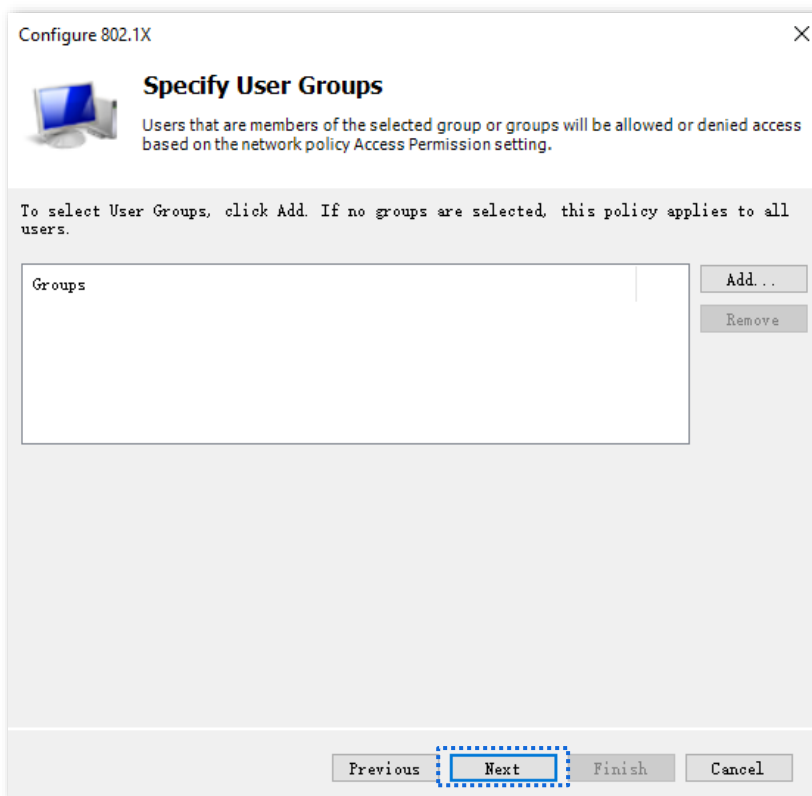 Configure 802.1X
Specify User Groups
Users that are members of the selected group or groups will be allowed or denied access
based on the network policy Access Permission setting.
To select User Groups, click Add. If no groups are selected, this policy applies to all
users.
Groups
Add...
Remove
Previous
Next
Finish
Cancel